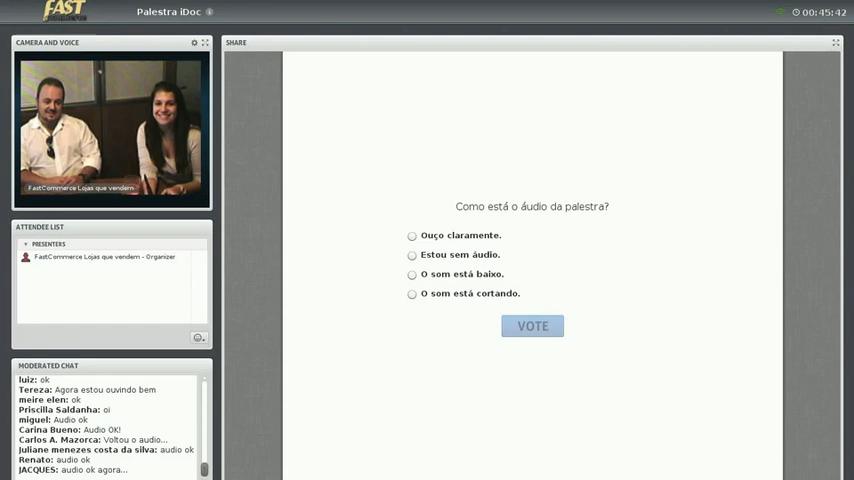 FAST
Palestra iDoc
00:45:42
CAMERA AND VOICE
FastCommerce Lojas que vendem
ATTENDEE LIST
PRESENTERS
FastCommerce Lojas que vendem - Organizer
MODERATED CHAT
luiz: ok
Tereza: Agora estou ouvindo bem
meire elen: ok
Priscilla Saldanha: oi
miguel: Audio ok
Carina Bueno: Audio OK!
Carlos A. Mazorca: Voltou o audio...
Juliane menezes costa da silva: audio ok
Renato: audio ok
JACQUES: audio ok agora...
SHARE
Como está o áudio da palestra?
Ouço claramente.
Estou sem áudio.
O som está baixo.
O som está cortando.
VOTE